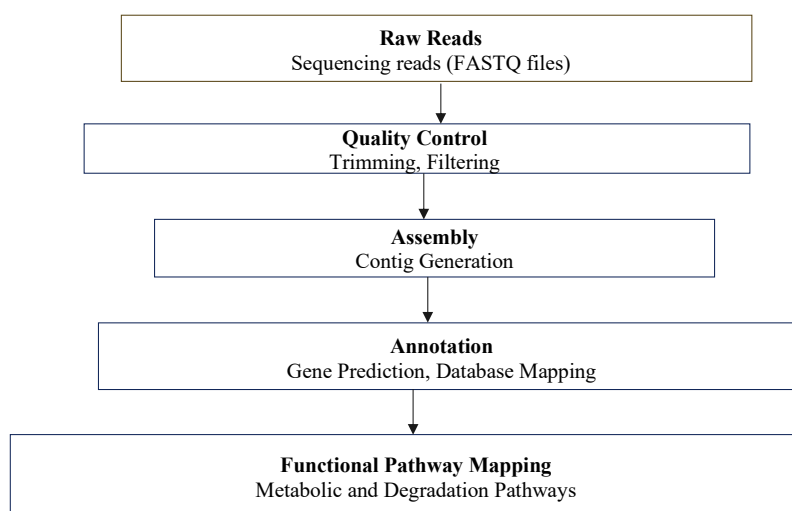 Raw Reads
Sequencing reads (FASTQ files)
Quality Control
Trimming, Filtering
Assembly
Contig Generation
Annotation
Gene Prediction, Database Mapping
Functional Pathway Mapping
Metabolic and Degradation Pathways